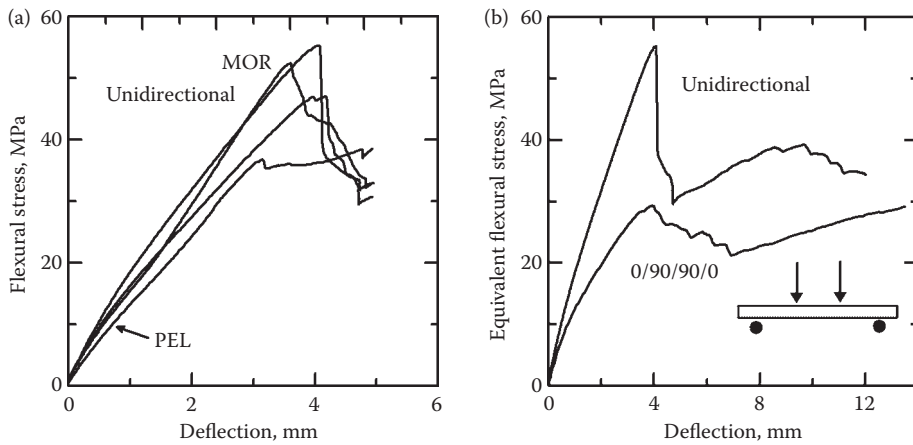 (a)
MOR
Unidirectional
PEL
Flexural stress, MPa
60
40
20
0
0 2 4 6
Deflection, mm
(b)
Unidirectional
0/90/90/0
Equivalent flexural stress, MPa
60
40
20
0
0 4 8 12
Deflection, mm